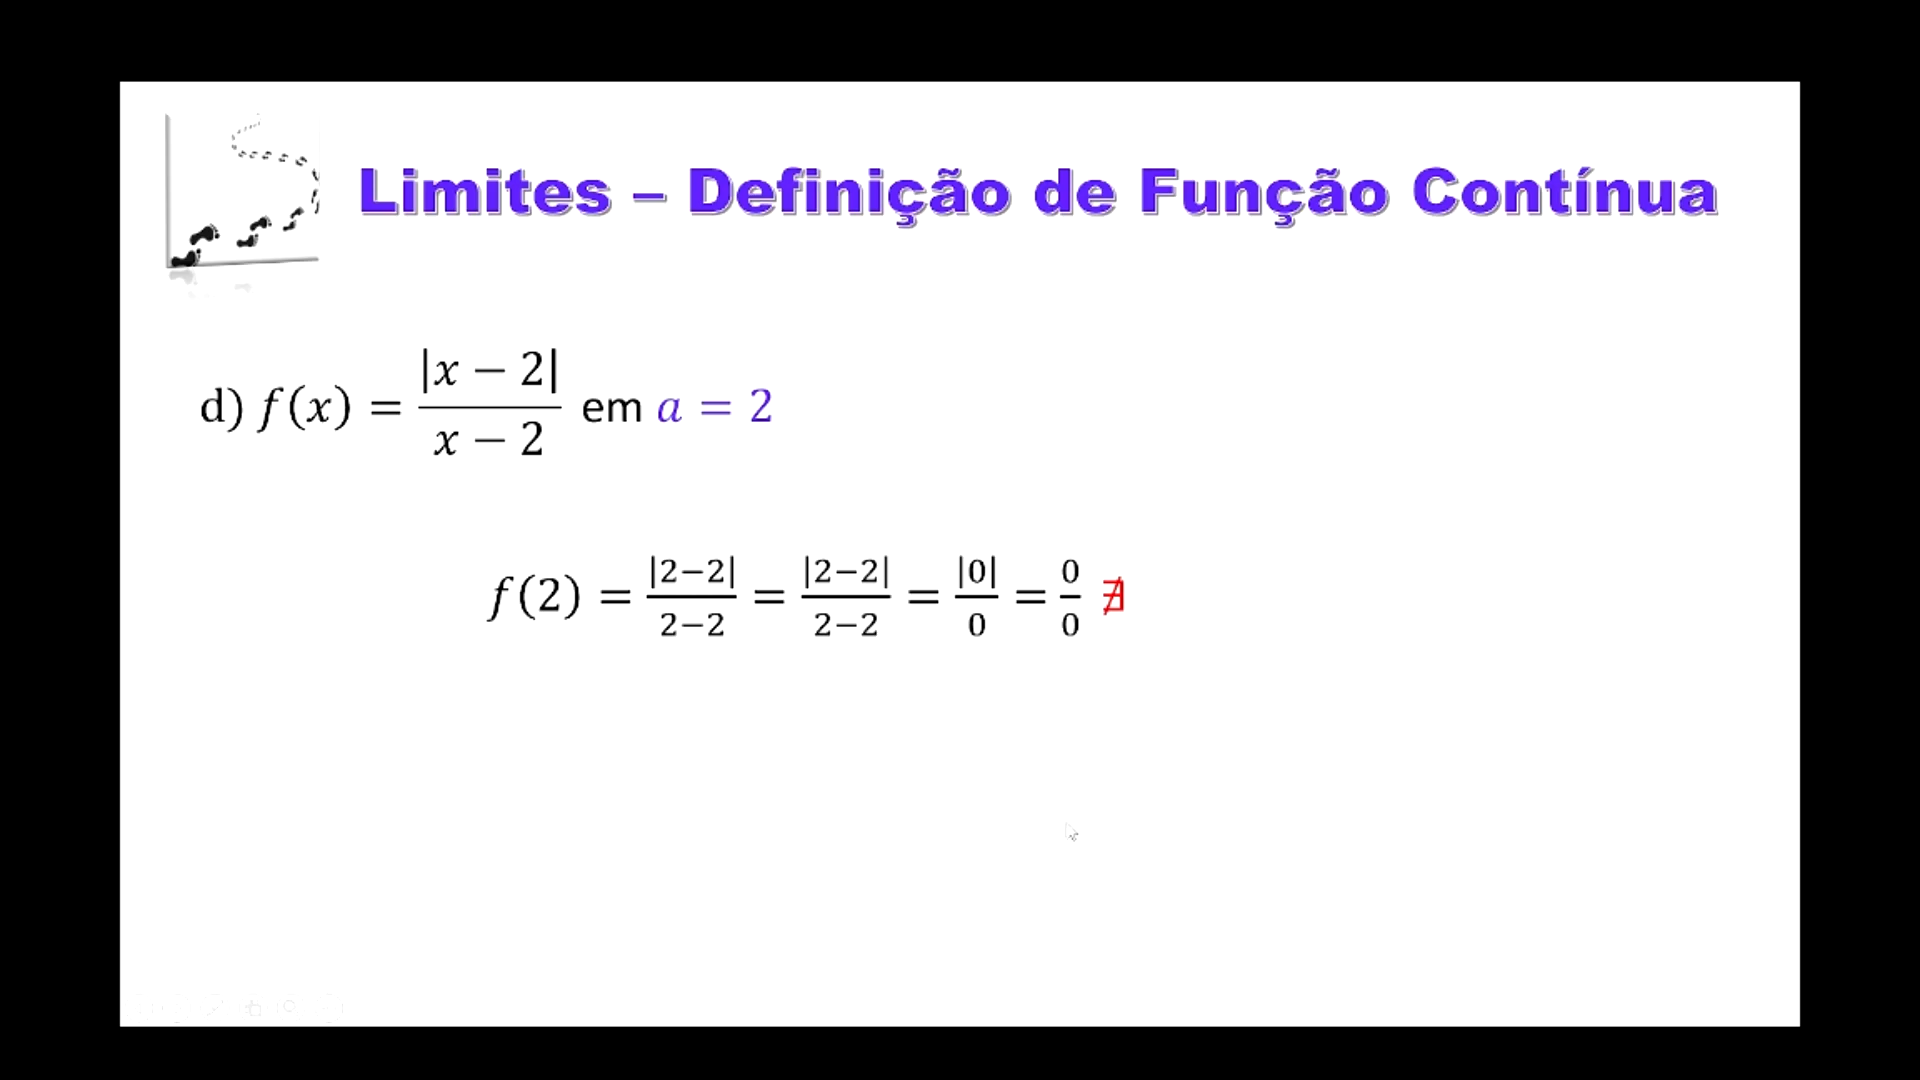 Limites – Definição de Função Contínua
d) f(x) = |x − 2| / x − 2 em a = 2
f(2) = |2−2| / 2−2 = |2−2| / 2−2 = |0| / 0 = 0 / 0 ∄